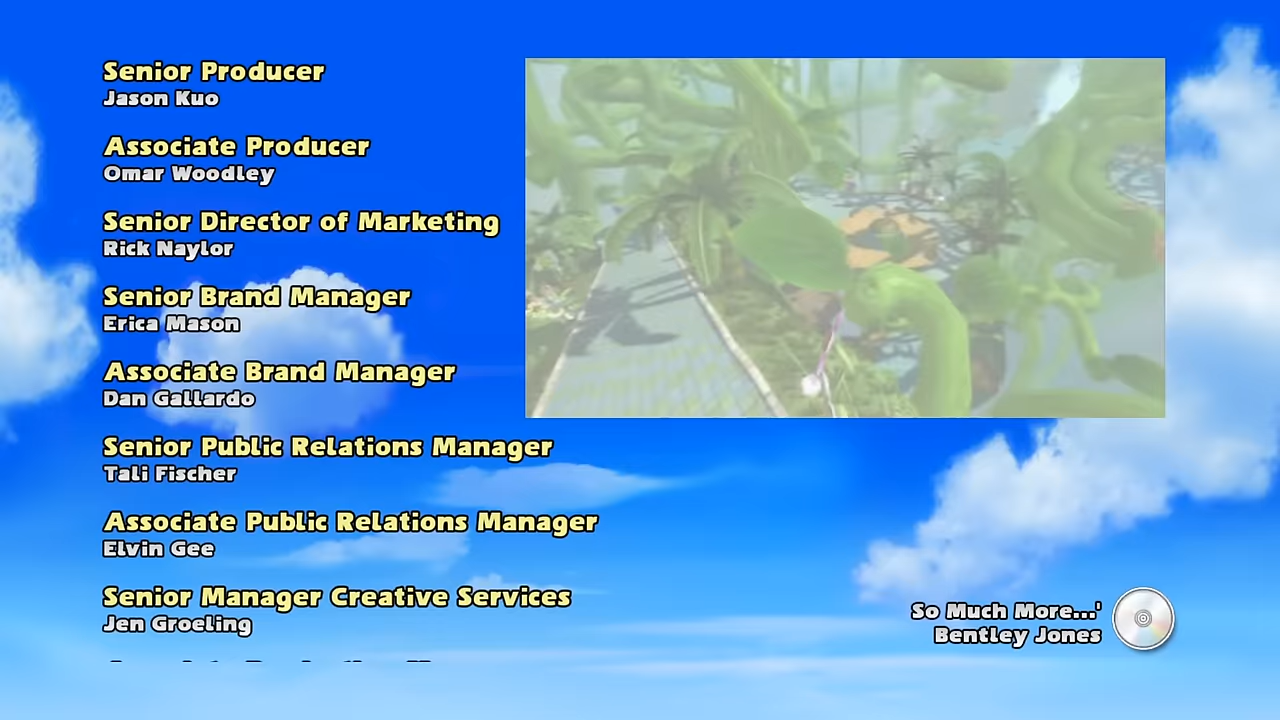 Senior Producer
Jason Kuo
Associate Producer
Omar Woodley
Senior Director of Marketing
Rick Naylor
Senior Brand Manager
Erica Mason
Associate Brand Manager
Dan Gallardo
Senior Public Relations Manager
Tali Fischer
Associate Public Relations Manager
Elvin Gee
Senior Manager Creative Services
Jen Groeling
So Much More...'
Bentley Jones